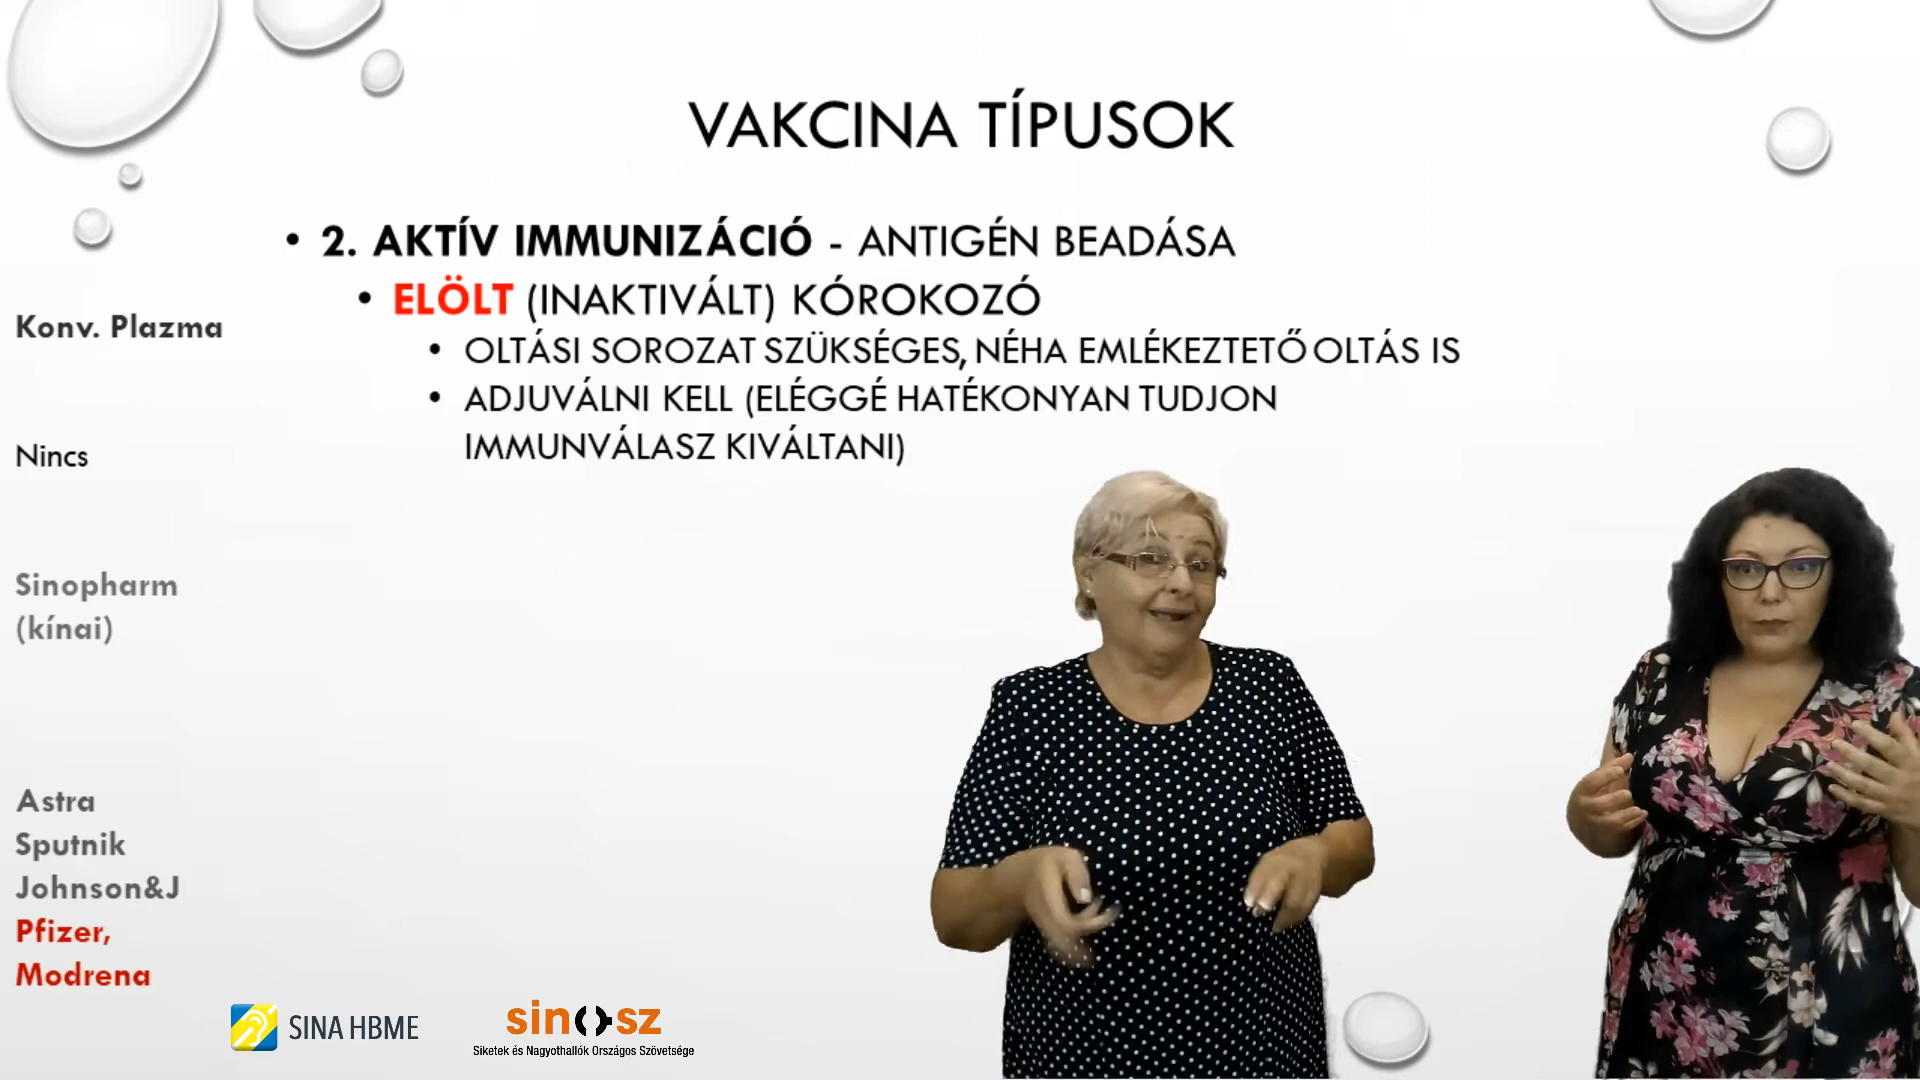 VAKCINA TÍPUSOK
• 2. AKTÍV IMMUNIZÁCIÓ - ANTIGÉN BEADÁSA
• ELÖLT (INAKTIVÁLT) KÓROKOZÓ
• OLTÁSI SOROZAT SZÜKSÉGES, NÉHA EMLÉKEZTETŐ OLTÁS IS
• ADJUVÁLNI KELL (ELÉGGÉ HATÉKONYAN TUDJON
IMMUNVÁLASZ KIVÁLTANI)
Konv. Plazma
Nincs
Sinopharm
(kínai)
Astra
Sputnik
Johnson&J
Pfizer,
Modrena
SINA HBME
sinosz
Siketek és Nagyothallók Országos Szövetsége